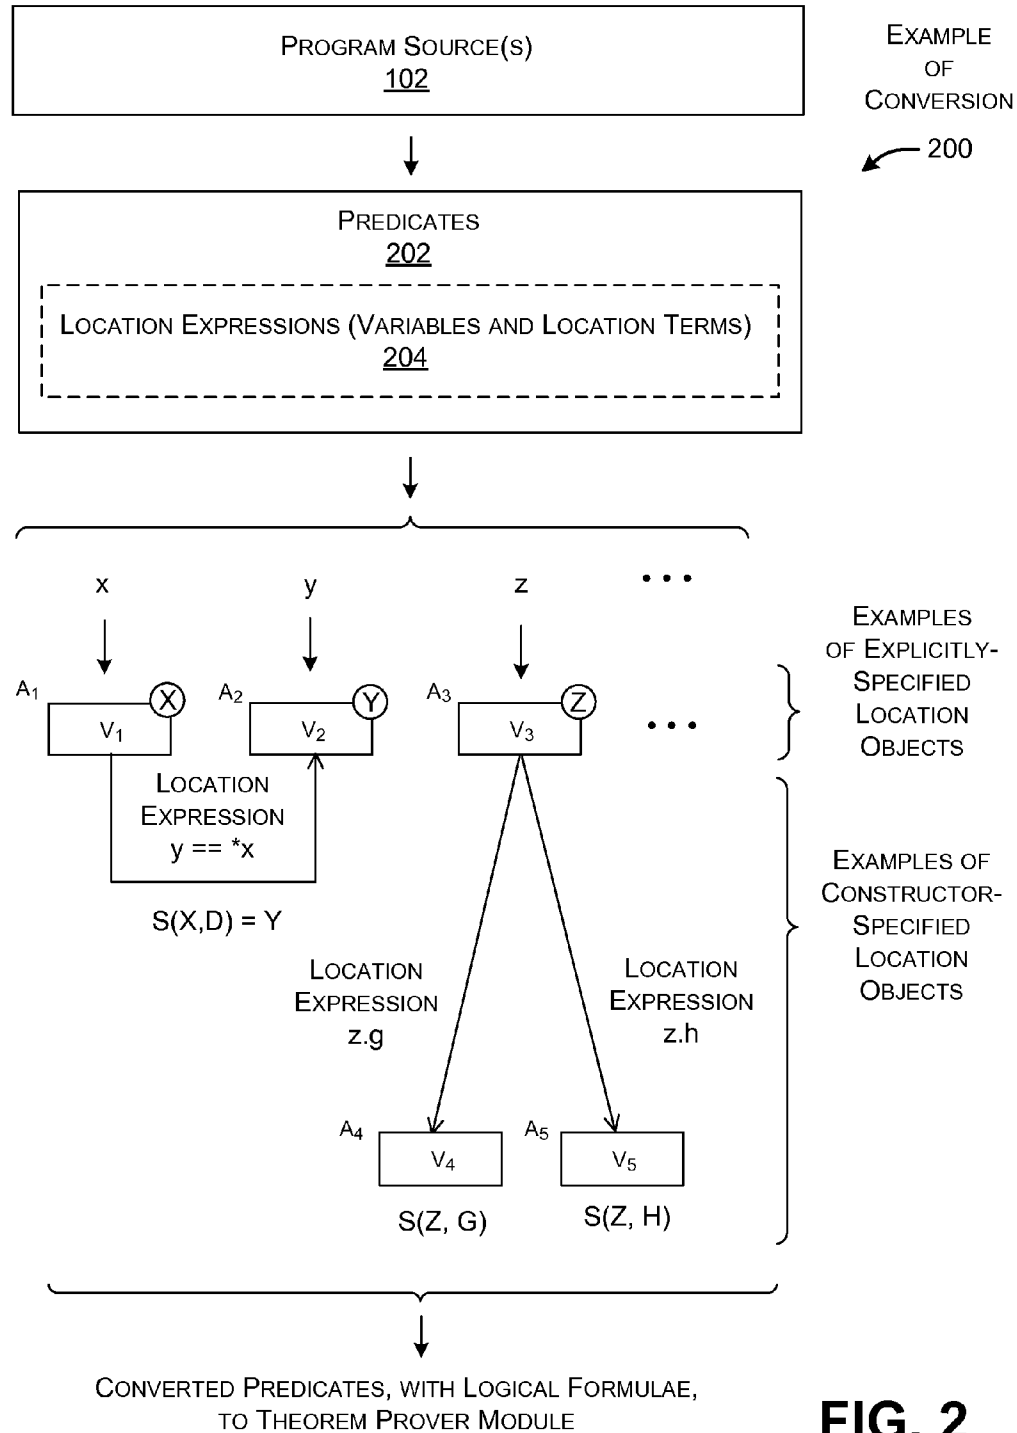 PROGRAM SOURCE(S)
102
EXAMPLE
OF
CONVERSION
200
PREDICATES
202
LOCATION EXPRESSIONS (VARIABLES AND LOCATION TERMS)
204
x y z • • •
A1 V1 X A2 V2 Y A3 V3 Z • • •
EXAMPLES
OF EXPLICITLY-
SPECIFIED
LOCATION
OBJECTS
LOCATION
EXPRESSION
y == *x
S(X,D) = Y
EXAMPLES OF
CONSTRUCTOR-
SPECIFIED
LOCATION
OBJECTS
LOCATION
EXPRESSION
z.g
LOCATION
EXPRESSION
z.h
A4 V4 A5 V5
S(Z, G) S(Z, H)
CONVERTED PREDICATES, WITH LOGICAL FORMULAE,
TO THEOREM PROVER MODULE
FIG. 2